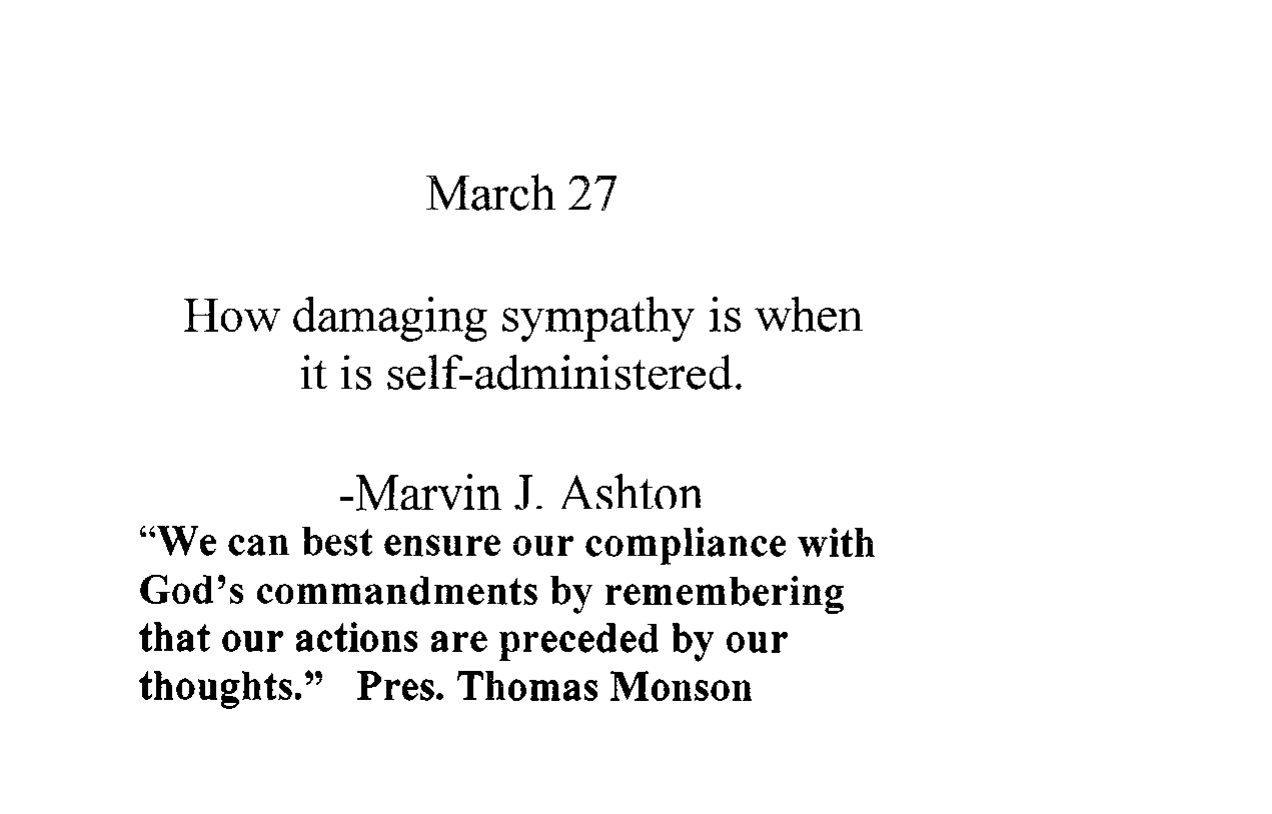 March 27
How damaging sympathy is when
it is self-administered.
-Marvin J. Ashton
“We can best ensure our compliance with
God’s commandments by remembering
that our actions are preceded by our
thoughts.” Pres. Thomas Monson